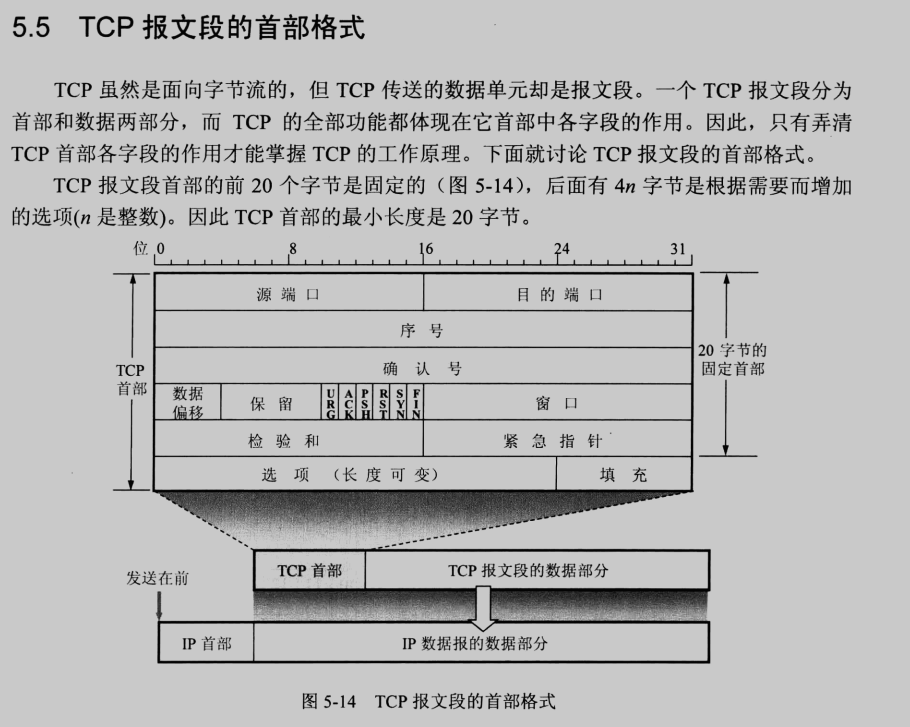 5.5 TCP 报文段的首部格式
TCP 虽然是面向字节流的，但 TCP 传送的数据单元却是报文段。一个 TCP 报文段分为
首部和数据两部分，而 TCP 的全部功能都体现在它首部中各字段的作用。因此，只有弄清
TCP 首部各字段的作用才能掌握 TCP 的工作原理。下面就讨论 TCP 报文段的首部格式。
TCP 报文段首部的前 20 个字节是固定的（图 5-14），后面有 4n 字节是根据需要而增加
的选项(n 是整数)。因此 TCP 首部的最小长度是 20 字节。
位 0 8 16 24 31
源端口 目的端口
序号
确认号
TCP
首部
20 字节的
固定首部
数据
偏移
保留
URG
ACK
PSH
RST
SYN
FIN
窗口
检验和 紧急指针
选项（长度可变） 填充
TCP 首部 TCP 报文段的数据部分
发送在前
IP 首部 IP 数据报的数据部分
图 5-14 TCP 报文段的首部格式